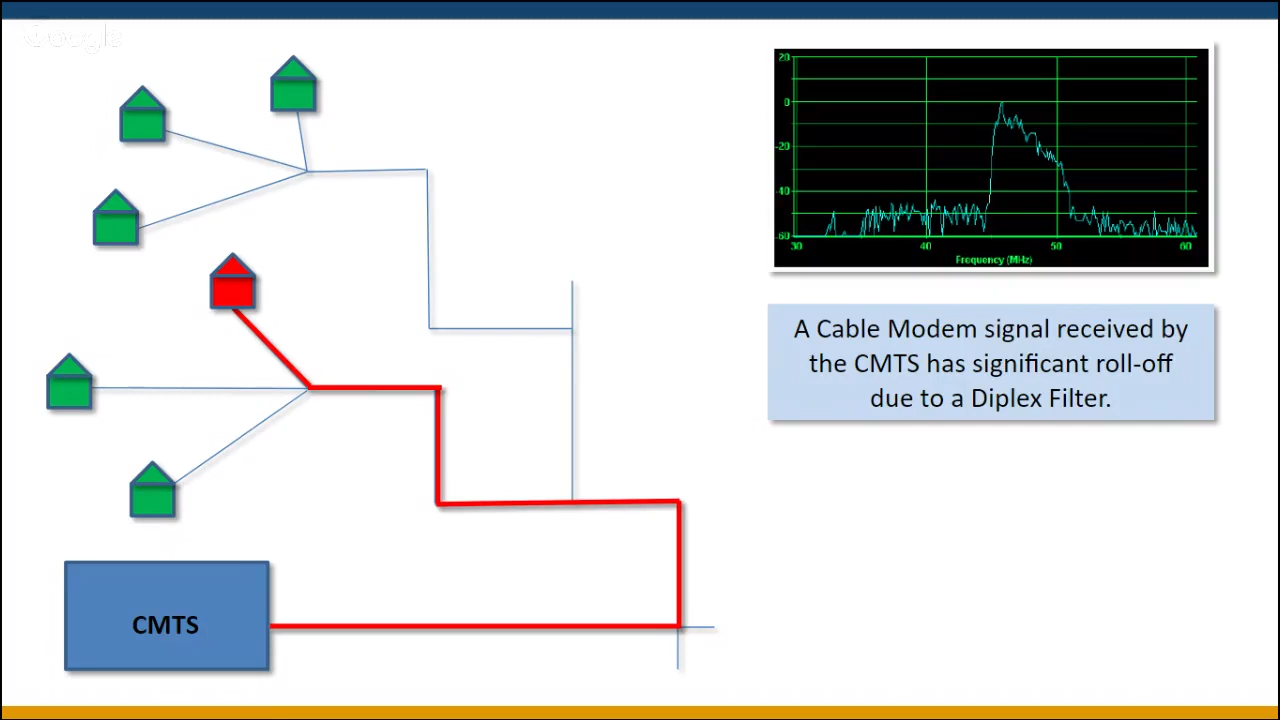 Google
20
0
-20
-40
-60
30 40 50 60
Frequency (MHz)
A Cable Modem signal received by
the CMTS has significant roll-off
due to a Diplex Filter.
CMTS